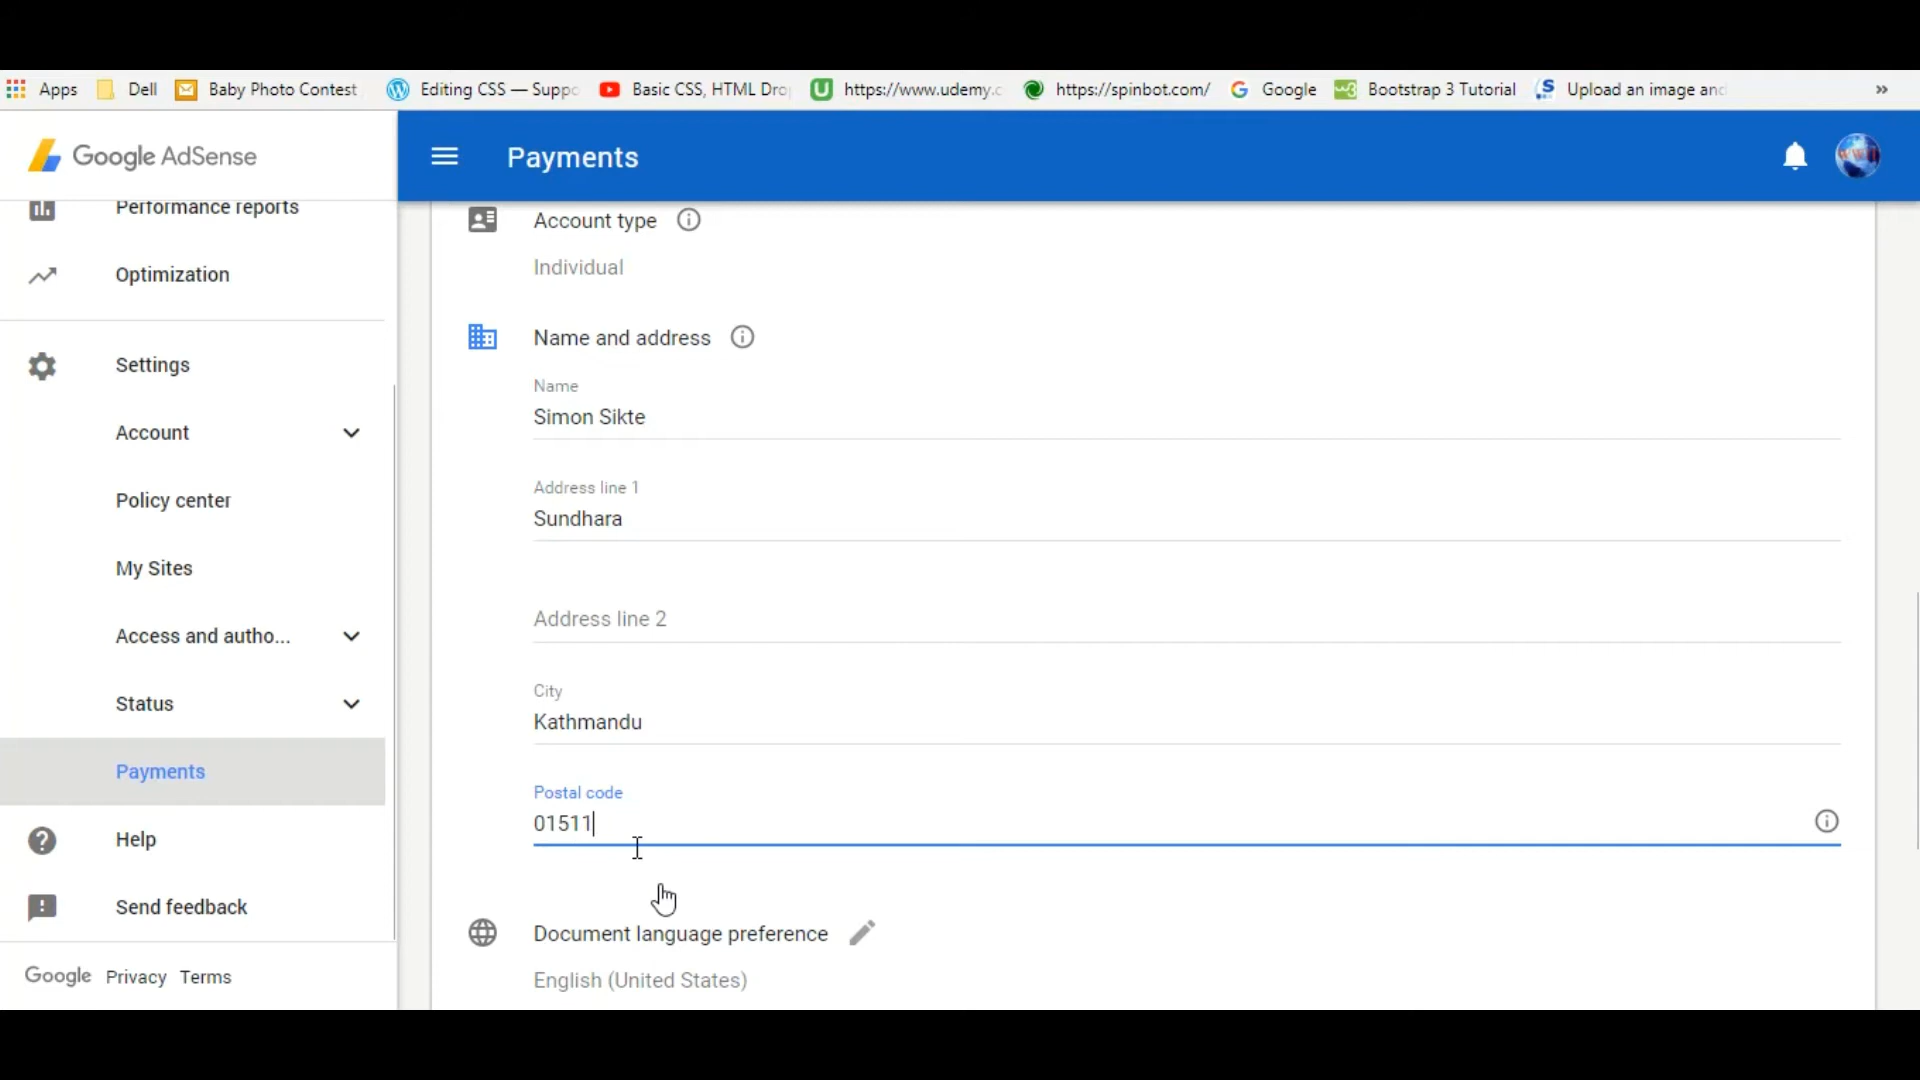 Apps Dell Baby Photo Contest Editing CSS — Suppo Basic CSS, HTML Dro https://www.udemy.c https://spinbot.com/ Google Bootstrap 3 Tutorial Upload an image and »
Google AdSense
Payments
Performance reports
Optimization
Settings
Account
Policy center
My Sites
Access and autho...
Status
Payments
Help
Send feedback
Google Privacy Terms
Account type
Individual
Name and address
Name
Simon Sikte
Address line 1
Sundhara
Address line 2
City
Kathmandu
Postal code
01511
Document language preference
English (United States)